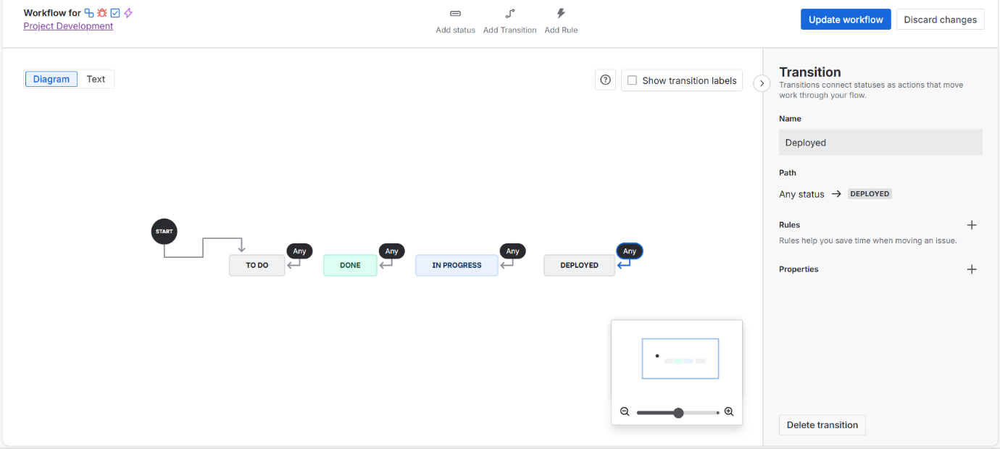 Workflow for
Project Development
Add status
Add Transition
Add Rule
Update workflow
Discard changes
Diagram
Text
Show transition labels
Transition
Transitions connect statuses as actions that move
work through your flow.
Name
Deployed
Path
Any status → DEPLOYED
Rules
Rules help you save time when moving an issue.
Properties
START
Any
Any
Any
Any
TO DO
DONE
IN PROGRESS
DEPLOYED
Delete transition